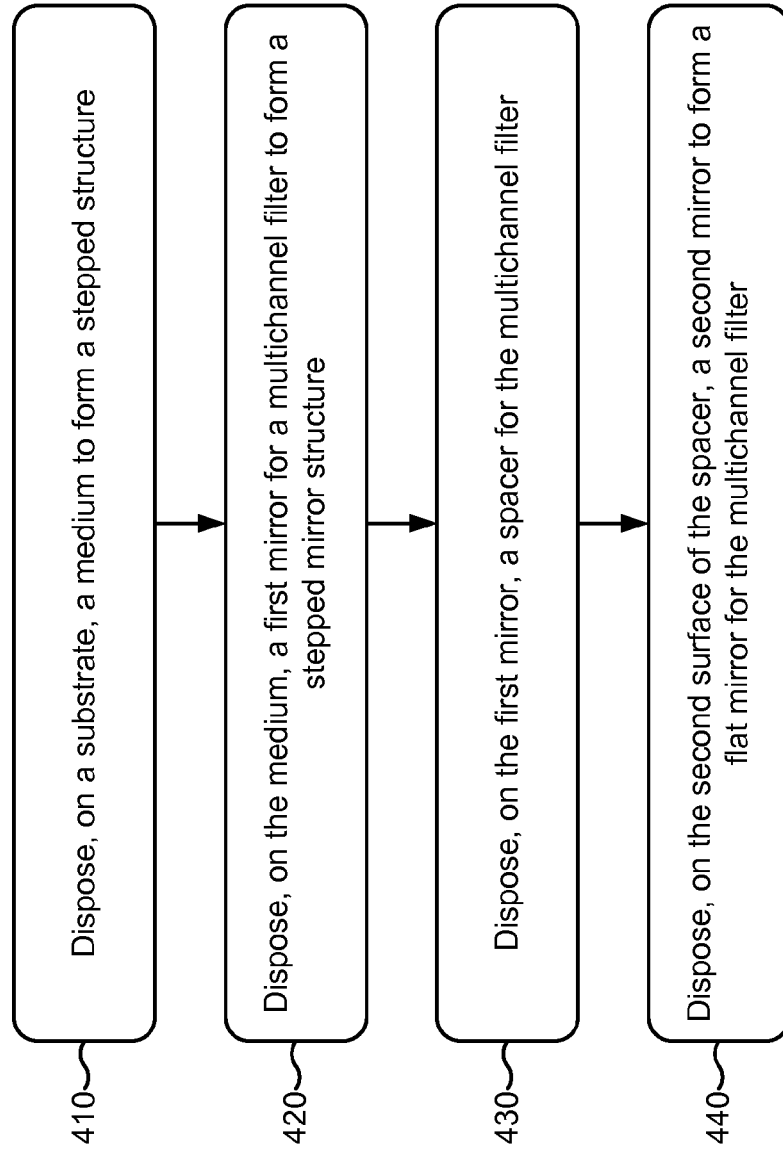 410
Dispose, on a substrate, a medium to form a stepped structure
420
Dispose, on the medium, a first mirror for a multichannel filter to form a
stepped mirror structure
430
Dispose, on the first mirror, a spacer for the multichannel filter
440
Dispose, on the second surface of the spacer, a second mirror to form a
flat mirror for the multichannel filter